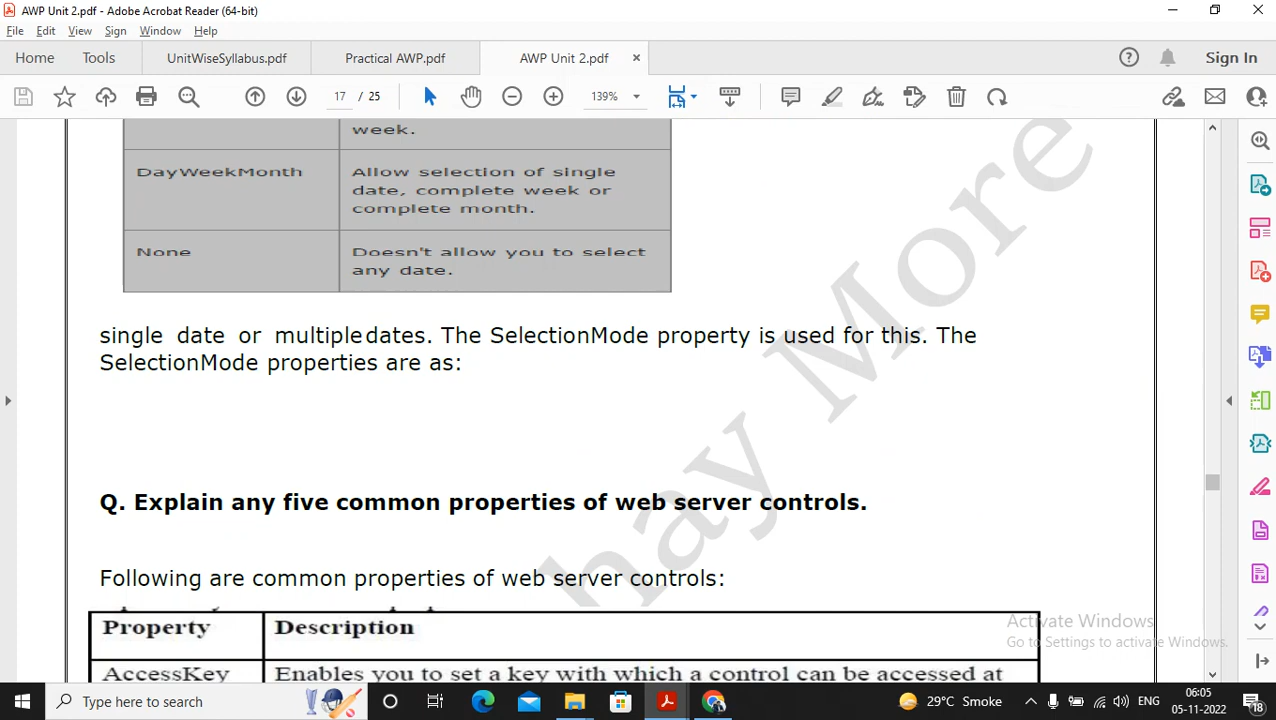 AWP Unit 2.pdf - Adobe Acrobat Reader (64-bit)
File Edit View Sign Window Help
Home Tools UnitWiseSyllabus.pdf Practical AWP.pdf AWP Unit 2.pdf Sign In
17 / 25 139%
week.
DayWeekMonth Allow selection of single
date, complete week or
complete month.
None Doesn't allow you to select
any date.
single date or multiple dates. The SelectionMode property is used for this. The
SelectionMode properties are as:
Q. Explain any five common properties of web server controls.
Following are common properties of web server controls:
Property Description
AccessKey Enables you to set a key with which a control can be accessed at
hay More
Activate Windows
Go to Settings to activate Windows.
Type here to search 29°C Smoke ENG 06:05
05-11-2022 18